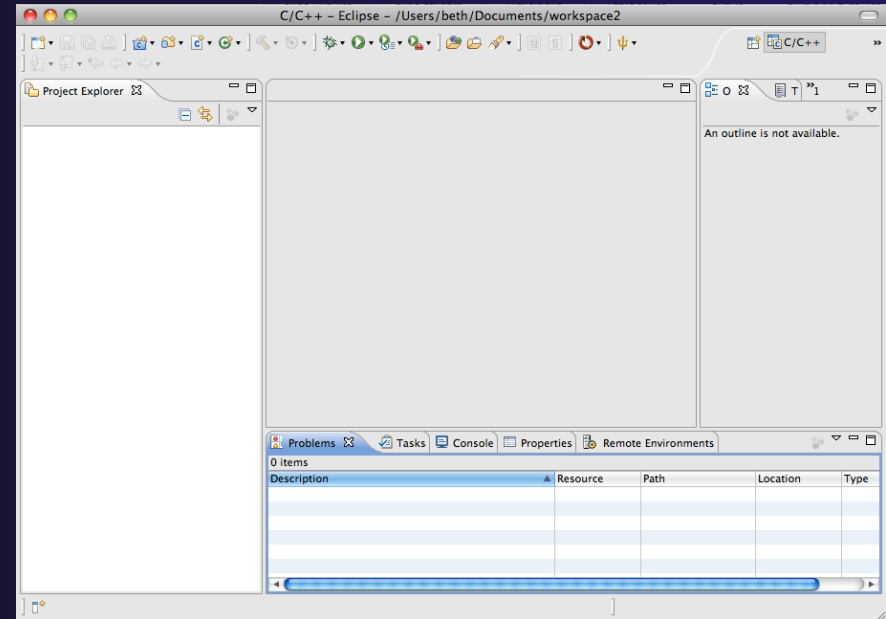 C/C++ – Eclipse – /Users/beth/Documents/workspace2
C/C++
»
Project Explorer
O
T
»1
An outline is not available.
Problems
Tasks
Console
Properties
Remote Environments
0 items
Description
Resource
Path
Location
Type